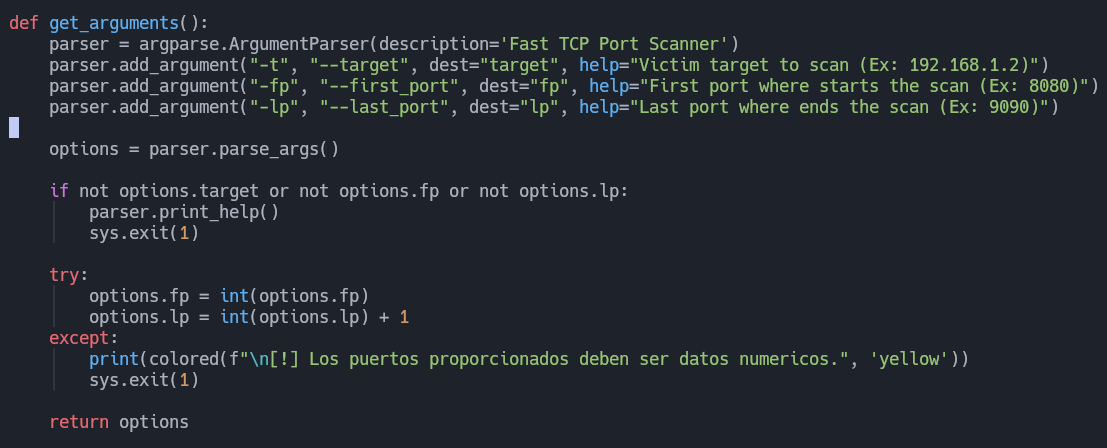 def get_arguments():
    parser = argparse.ArgumentParser(description='Fast TCP Port Scanner')
    parser.add_argument("-t", "--target", dest="target", help="Victim target to scan (Ex: 192.168.1.2)")
    parser.add_argument("-fp", "--first_port", dest="fp", help="First port where starts the scan (Ex: 8080)")
    parser.add_argument("-lp", "--last_port", dest="lp", help="Last port where ends the scan (Ex: 9090)")
    options = parser.parse_args()
    if not options.target or not options.fp or not options.lp:
        parser.print_help()
        sys.exit(1)
    try:
        options.fp = int(options.fp)
        options.lp = int(options.lp) + 1
    except:
        print(colored(f"\n[!] Los puertos proporcionados deben ser datos numericos.", 'yellow'))
        sys.exit(1)
    return options